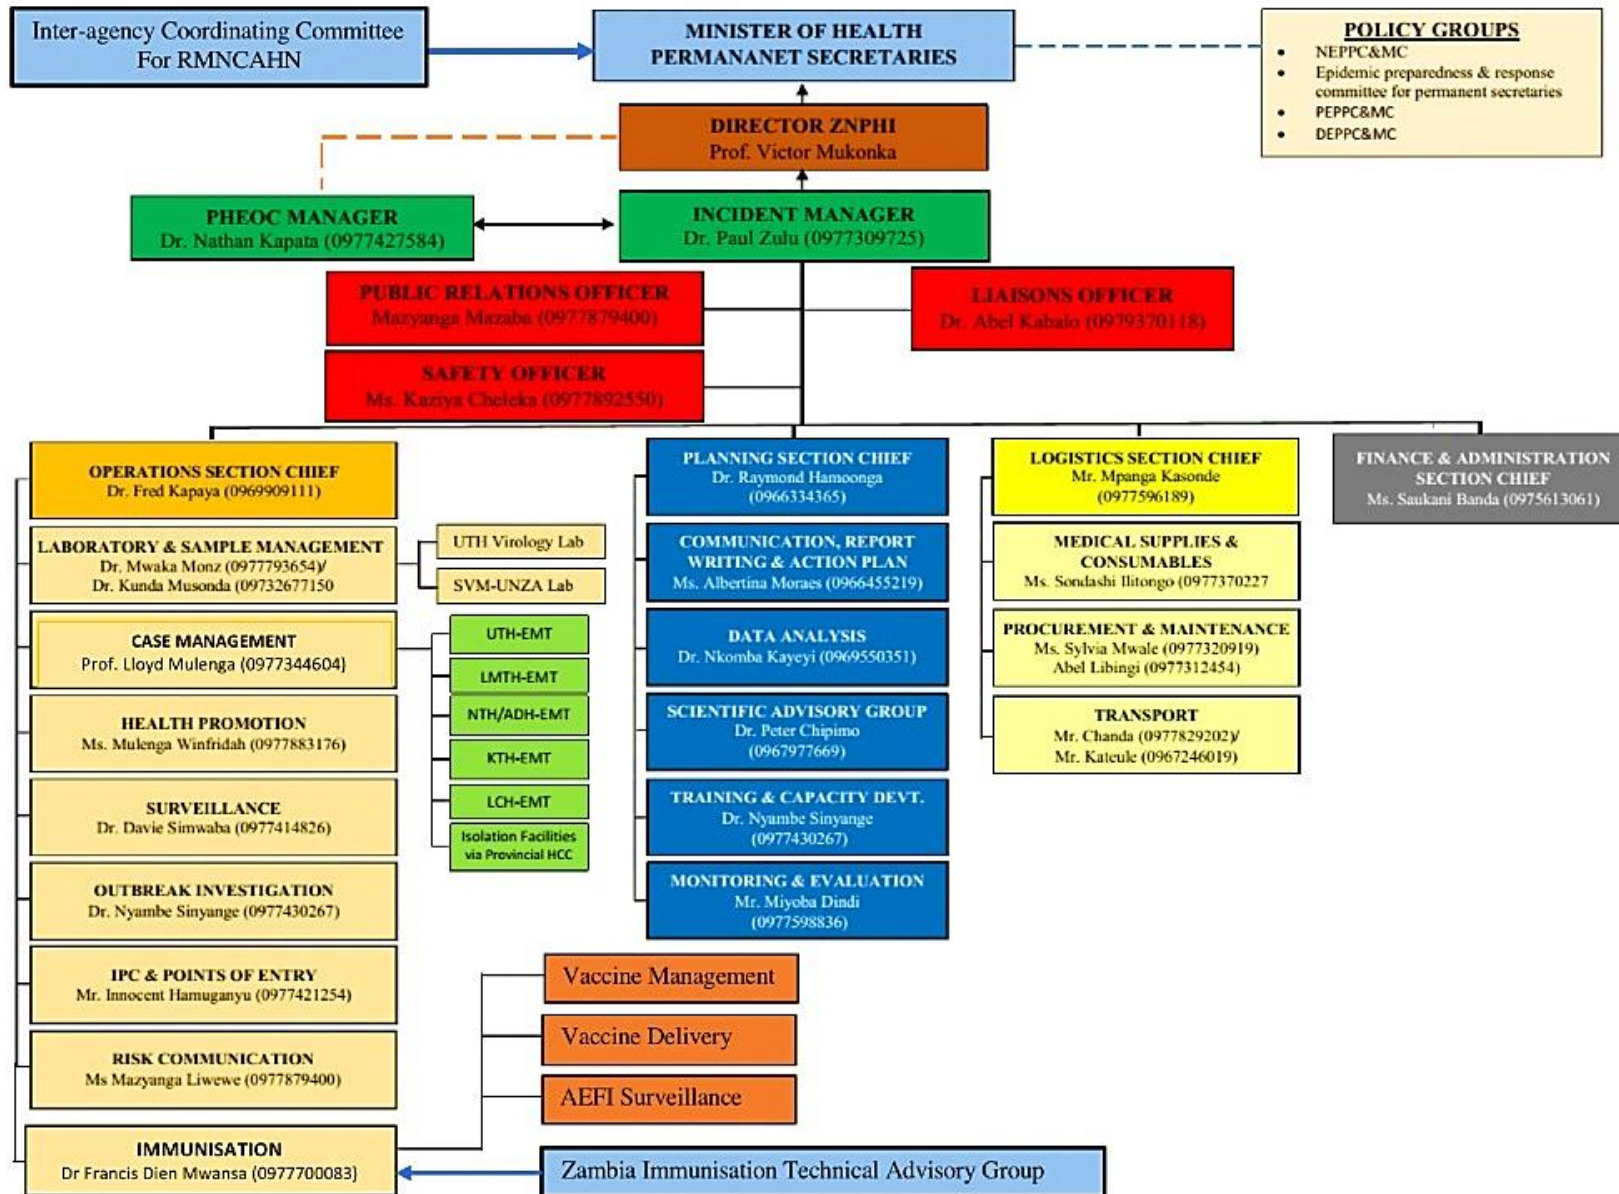 Inter-agency Coordinating Committee
For RMNCAHN
MINISTER OF HEALTH
PERMANANET SECRETARIES
POLICY GROUPS
• NEPPC&MC
• Epidemic preparedness & response
committee for permanent secretaries
• PEPPC&MC
• DEPPC&MC
DIRECTOR ZNPHI
Prof. Victor Mukonka
PHEOC MANAGER
Dr. Nathan Kapata (0977427584)
INCIDENT MANAGER
Dr. Paul Zulu (0977309725)
PUBLIC RELATIONS OFFICER
Mazyanga Mazaba (0977879400)
LIAISONS OFFICER
Dr. Abel Kabalo (0979370118)
SAFETY OFFICER
Ms. Kaziya Cheleka (0977892550)
OPERATIONS SECTION CHIEF
Dr. Fred Kapaya (0969909111)
LABORATORY & SAMPLE MANAGEMENT
Dr. Mwaka Monz (0977793654)/
Dr. Kunda Musonda (09732677150
UTH Virology Lab
SVM-UNZA Lab
CASE MANAGEMENT
Prof. Lloyd Mulenga (0977344604)
UTH-EMT
LMTH-EMT
NTH/ADH-EMT
KTH-EMT
LCH-EMT
Isolation Facilities
via Provincial HCC
HEALTH PROMOTION
Ms. Mulenga Winfridah (0977883176)
SURVEILLANCE
Dr. Davie Simwaba (0977414826)
OUTBREAK INVESTIGATION
Dr. Nyambe Sinyange (0977430267)
IPC & POINTS OF ENTRY
Mr. Innocent Hamuganyu (0977421254)
RISK COMMUNICATION
Ms Mazyanga Liwewe (0977879400)
IMMUNISATION
Dr Francis Dien Mwansa (0977700083)
Vaccine Management
Vaccine Delivery
AEFI Surveillance
Zambia Immunisation Technical Advisory Group
PLANNING SECTION CHIEF
Dr. Raymond Hamoonga
(0966334365)
COMMUNICATION, REPORT
WRITING & ACTION PLAN
Ms. Albertina Moraes (0966455219)
DATA ANALYSIS
Dr. Nkomba Kayeyi (0969550351)
SCIENTIFIC ADVISORY GROUP
Dr. Peter Chipimo
(0967977669)
TRAINING & CAPACITY DEVT.
Dr. Nyambe Sinyange
(0977430267)
MONITORING & EVALUATION
Mr. Miyoba Dindi
(0977598836)
LOGISTICS SECTION CHIEF
Mr. Mpanga Kasonde
(0977596189)
MEDICAL SUPPLIES &
CONSUMABLES
Ms. Sondashi Ilitongo (0977370227
PROCUREMENT & MAINTENANCE
Ms. Sylvia Mwale (0977320919)
Abel Libingi (0977312454)
TRANSPORT
Mr. Chanda (0977829202)/
Mr. Kateule (0967246019)
FINANCE & ADMINISTRATION
SECTION CHIEF
Ms. Saukani Banda (0975613061)